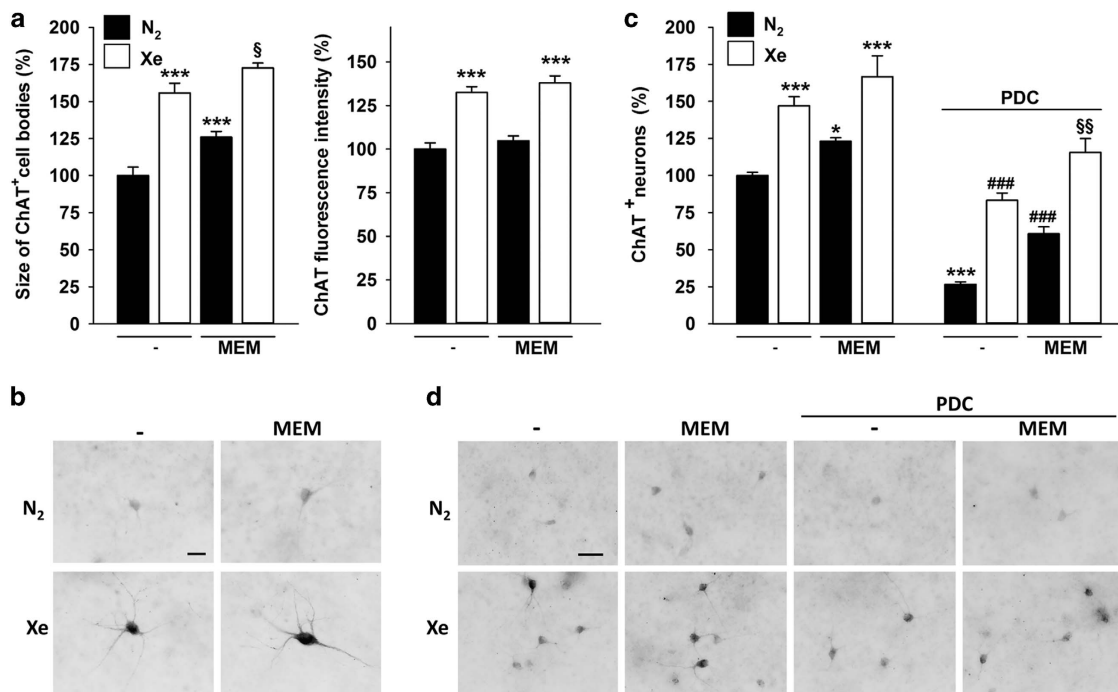 a
N2
Xe
Size of ChAT+ cell bodies (%)
200
175
150
125
100
75
50
25
0
***
***
§
-
MEM
ChAT fluorescence intensity (%)
150
125
100
75
50
25
0
***
***
-
MEM
c
N2
Xe
ChAT + neurons (%)
200
175
150
125
100
75
50
25
0
***
*
***
PDC
***
###
###
§§
-
MEM
-
MEM
b
-
MEM
N2
Xe
d
PDC
-
MEM
-
MEM
N2
Xe